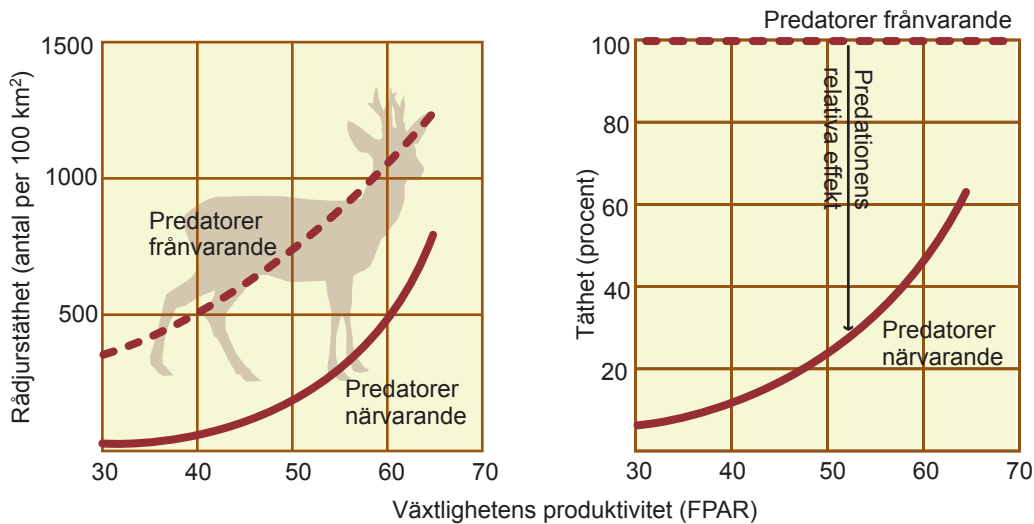 Rådjurstäthet (antal per 100 km²)
1500
1000
500
30 40 50 60 70
Predatorer
frånvarande
Predatorer
närvarande
Predatorer frånvarande
Täthet (procent)
100
80
60
40
20
30 40 50 60 70
Predationens
relativa effekt
Predatorer
närvarande
Växtlighetens produktivitet (FPAR)